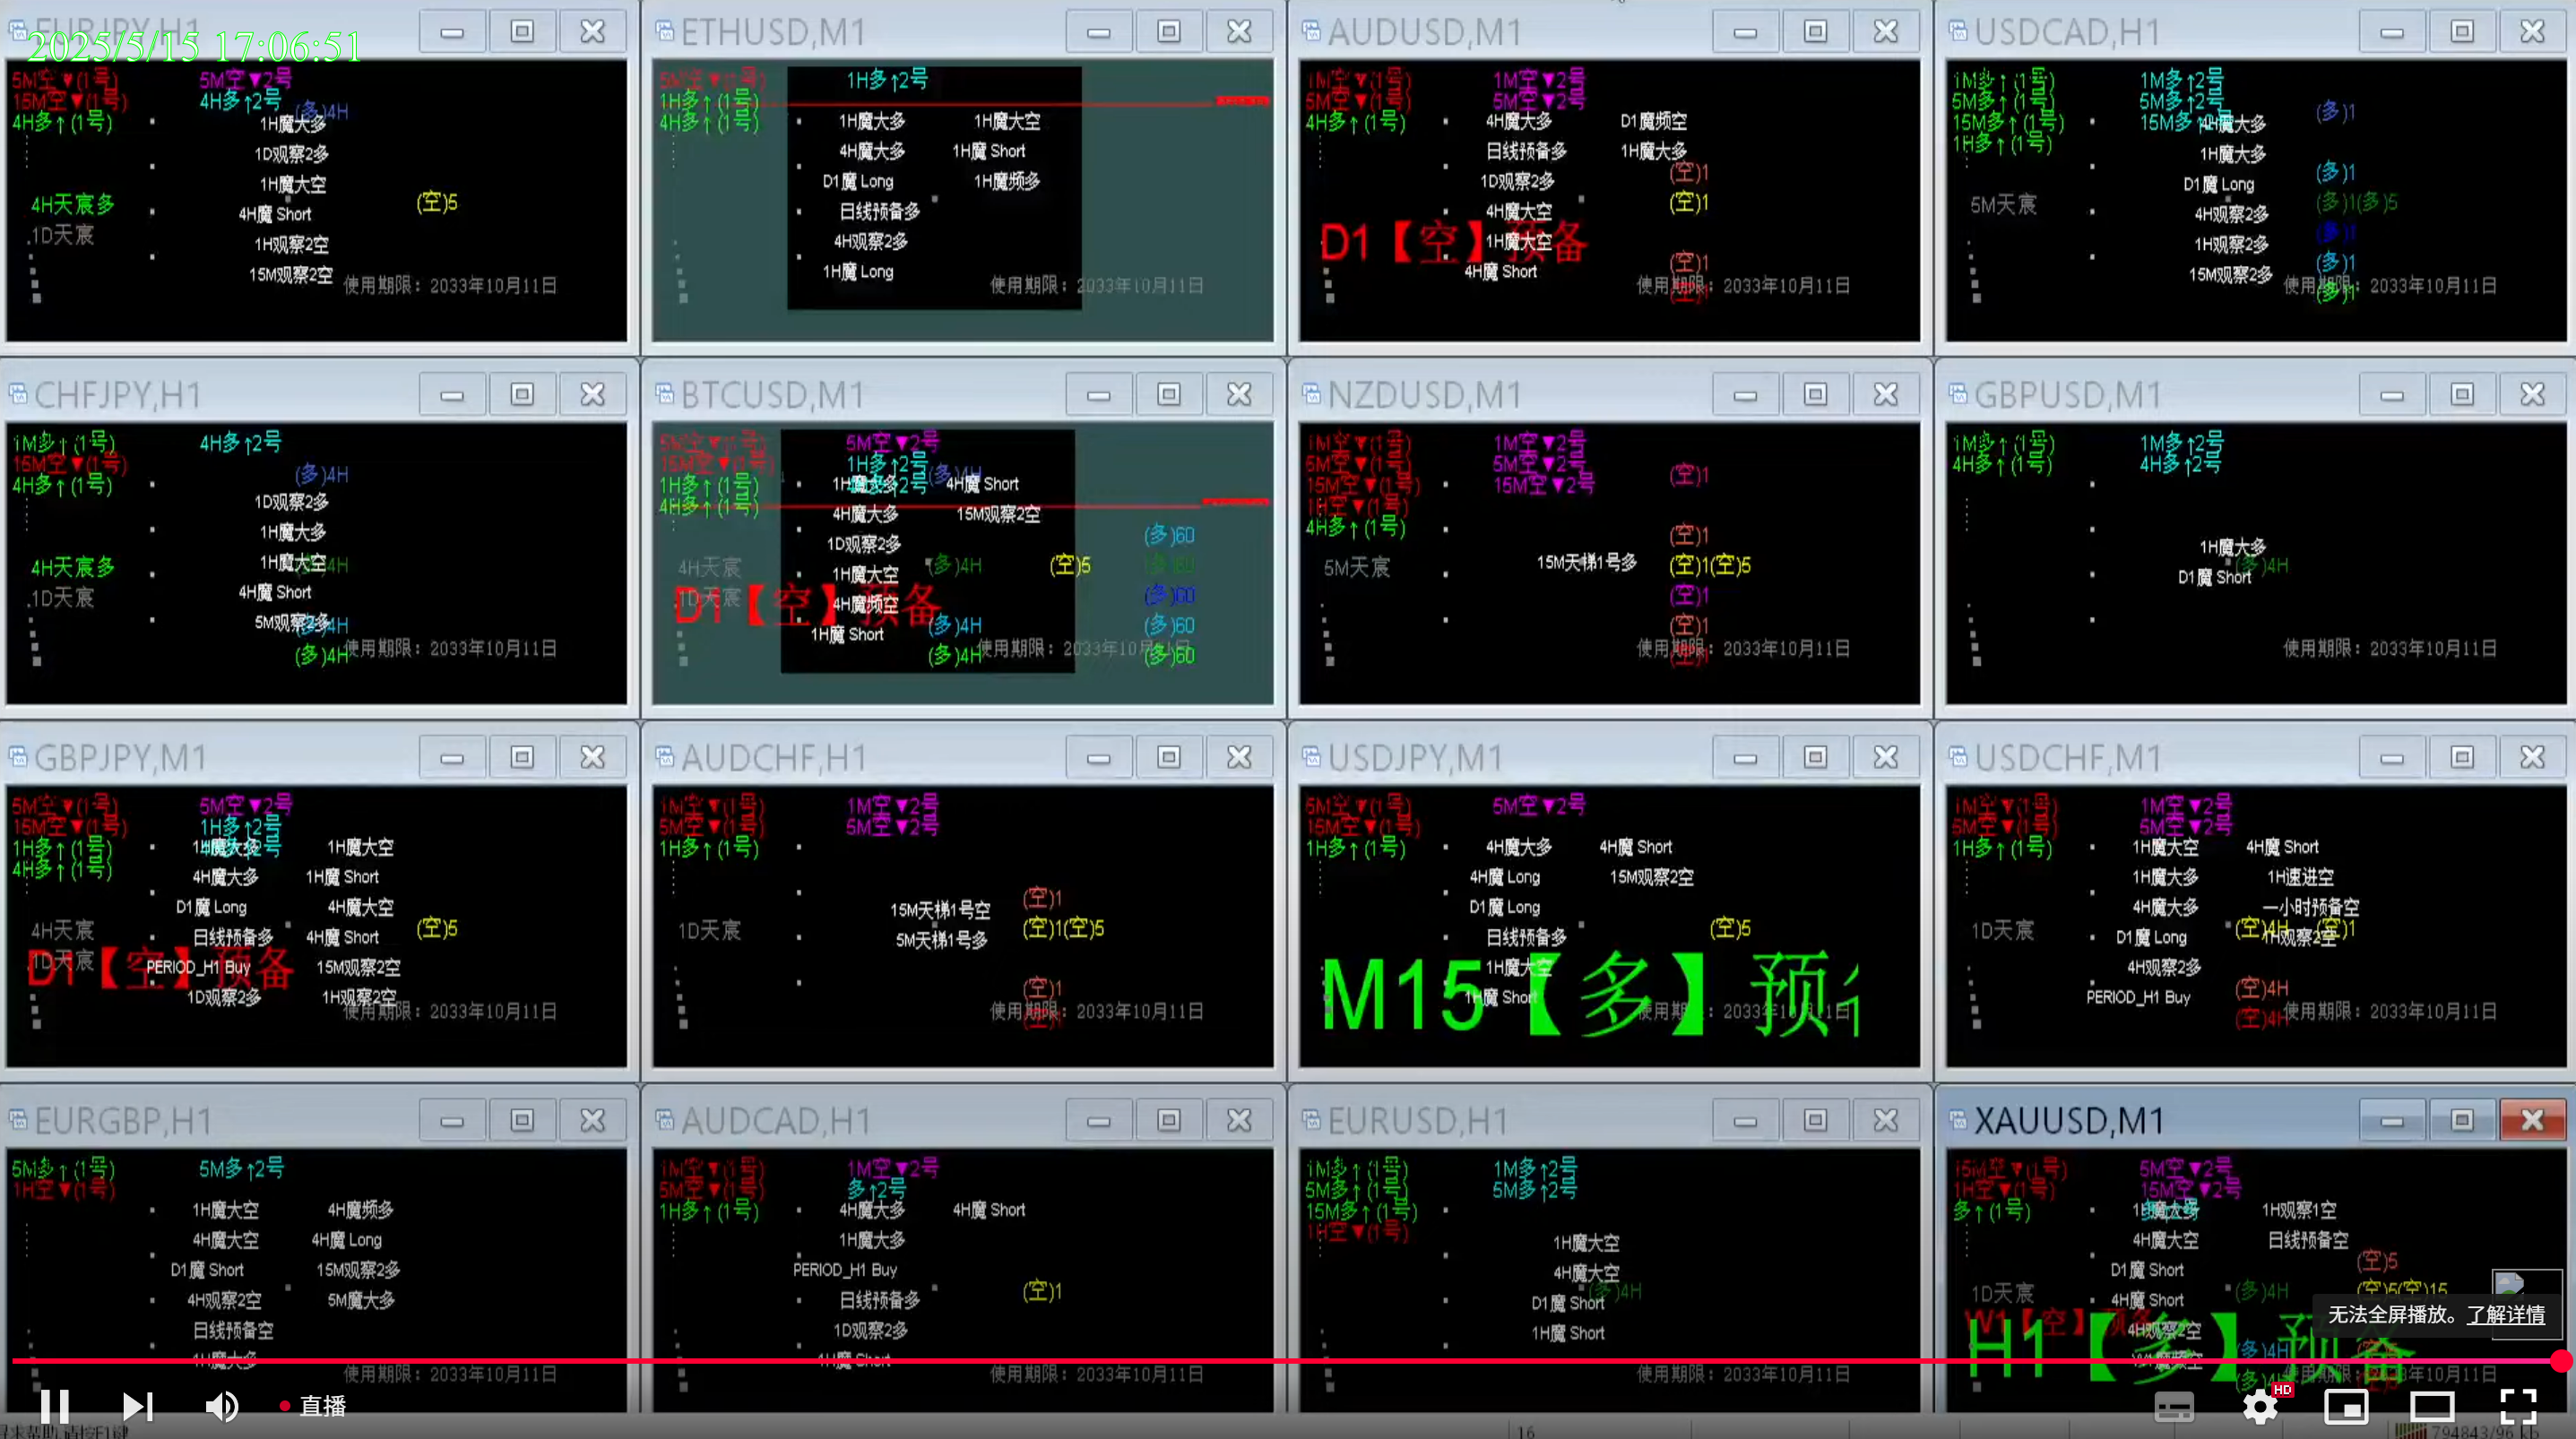 EURJPY,H1
2025/5/15 17:06:51
5M空▼(1号) 5M空▼2号
15M空▼(1号) 4H多↑2号 (多)4H
4H多↑(1号) 1H魔大多
1D观察2多
1H魔大空
4H天宸多 4H魔 Short (空)5
1D天宸 1H观察2空
15M观察2空
使用期限：2033年10月11日
ETHUSD,M1
5M空▼(1号) 1H多↑2号
1H多↑(1号)
4H多↑(1号) 1H魔大多 1H魔大空
4H魔大多 1H魔 Short
D1魔 Long 1H魔频多
日线预备多
4H观察2多
1H魔 Long
使用期限：2033年10月11日
AUDUSD,M1
1M空▼(1号) 1M空▼2号
5M空▼(1号) 5M空▼2号
4H多↑(1号) 4H魔大多 D1魔频空
日线预备多 1H魔大多
(空)1
1D观察2多
(空)1
4H魔大空
D1【空】预备
1H魔大空
(空)1
4H魔 Short
使用期限：2033年10月11日
USDCAD,H1
1M多↑(1号) 1M多↑2号
5M多↑(1号) 5M多↑2号 (多)1
15M多↑(1号) 15M多↑2号 4H魔大多
1H多↑(1号) 1H魔大多
(多)1
D1魔 Long
5M天宸 4H观察2多 (多)1(多)5
1H观察2多 (多)1
(多)1
15M观察2多
使用期限：2033年10月11日
(多)1
CHFJPY,H1
1M多↑(1号) 4H多↑2号
15M空▼(1号) (多)4H
4H多↑(1号) 1D观察2多
1H魔大多
4H天宸多 1H魔大空 4H
1D天宸 4H魔 Short
5M观察2多 4H
(多)4H
使用期限：2033年10月11日
BTCUSD,M1
5M空▼(1号) 5M空▼2号
15M空▼(1号) 1H多↑2号 (多)4H
1H多↑(1号) 4H魔 Short
4H多↑(1号) 4H魔大多 15M观察2空
(多)60
1D观察2多
4H天宸 1H魔大空 (多)4H (空)5
1D天宸 (多)60
D1【空】预备
4H魔频空
1H魔 Short (多)4H (多)60
(多)4H (多)60
使用期限：2033年10月11日
NZDUSD,M1
1M空▼(1号) 1M空▼2号
5M空▼(1号) 5M空▼2号 (空)1
15M空▼(1号) 15M空▼2号
1H空▼(1号)
4H多↑(1号) (空)1
5M天宸 15M天梯1号多 (空)1(空)5
(空)1
(空)1
使用期限：2033年10月11日
GBPUSD,M1
1M多↑(1号) 1M多↑2号
4H多↑(1号) 4H多↑2号
1H魔大多
(多)4H
D1魔 Short
使用期限：2033年10月11日
GBPJPY,M1
5M空▼(1号) 5M空▼2号
15M空▼(1号) 1H多↑2号
1H多↑(1号) 1H魔大空
4H多↑(1号) 4H魔大多 1H魔 Short
D1魔 Long 4H魔大空
4H天宸 日线预备多 4H魔 Short (空)5
1D天宸
D1【空】预备
PERIOD_H1 Buy 15M观察2空
1D观察2多 1H观察2空
使用期限：2033年10月11日
AUDCHF,H1
1M空▼(1号) 1M空▼2号
5M空▼(1号) 5M空▼2号
1H多↑(1号)
15M天梯1号空 (空)1
1D天宸 5M天梯1号多 (空)1(空)5
(空)1
使用期限：2033年10月11日
USDJPY,M1
5M空▼(1号) 5M空▼2号
15M空▼(1号)
1H多↑(1号) 4H魔大多 4H魔 Short
4H魔 Long 15M观察2空
D1魔 Long
日线预备多 (空)5
1H魔大空
1H魔 Short
M15【多】预
使用期限：2033年10月11日
USDCHF,M1
1M空▼(1号) 1M空▼2号
5M空▼(1号) 5M空▼2号
1H多↑(1号) 1H魔大空 4H魔 Short
1H魔大多 1H速进空
4H魔大多 一小时预备空
1D天宸 D1魔 Long (空)4H 1H观察2空 (空)1
4H观察2多
PERIOD_H1 Buy (空)4H
(空)4H
使用期限：2033年10月11日
EURGBP,H1
5M多↑(1号) 5M多↑2号
1H空▼(1号)
1H魔大空 4H魔频多
4H魔大空 4H魔 Long
D1魔 Short 15M观察2多
4H观察2空 5M魔大多
日线预备空
1H魔大多
使用期限：2033年10月11日
AUDCAD,H1
1M空▼(1号) 1M空▼2号
5M空▼(1号) 多↑2号
1H多↑(1号) 4H魔大多 4H魔 Short
1H魔大多
PERIOD_H1 Buy
日线预备多 (空)1
1D观察2多
4H魔 Short
使用期限：2033年10月11日
EURUSD,H1
1M多↑(1号) 1M多↑2号
5M多↑(1号) 5M多↑2号
15M多↑(1号)
1H空▼(1号) 1H魔大空
4H魔大空
(多)4H
D1魔 Short
1H魔 Short
使用期限：2033年10月11日
XAUUSD,M1
15M空▼(1号) 5M空▼2号
1H空▼(1号) 15M空▼2号
多↑(1号) 1H观察1空
4H魔大空 日线预备空
D1魔 Short (空)5
1D天宸 4H魔 Short (多)4H (空)5(空)15
W1【空】预备
4H观察2空
H1【多】预备
(多)4H
使用期限：2033年10月11日
无法全屏播放。了解详情
直播
HD
16
794843/96 kb